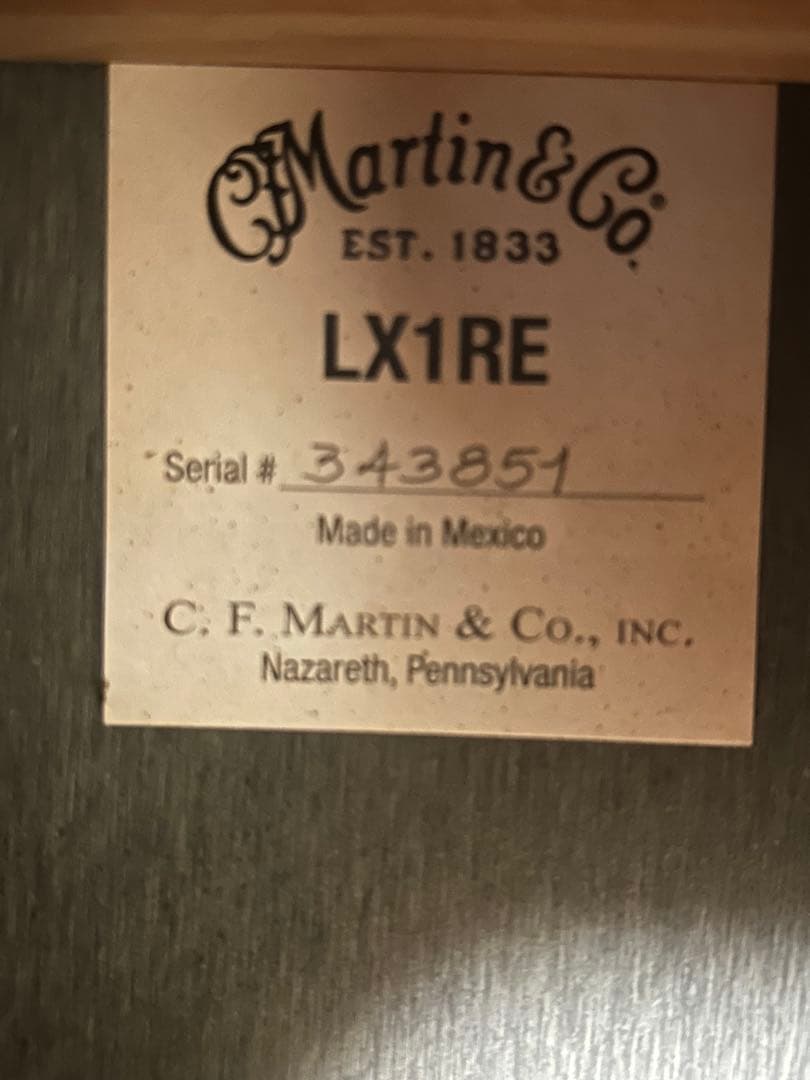 CFMartin & Co.
EST. 1833
LX1RE
Serial # 343851
Made in Mexico
C. F. MARTIN & CO., INC.
Nazareth, Pennsylvania